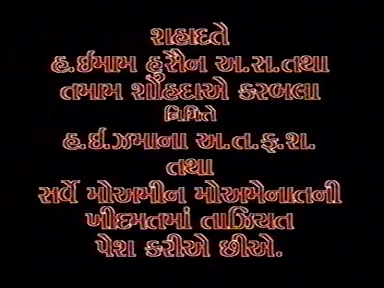 શહાદતે
હ.ઈમામ હુસૈન અ.સ.તથા
તમામ શૌહદાએ કરબલા
નિમિતે
હ.ઈ.ઝમાના અ.ત.ફ.શ.
તથા
સર્વે મોઅમીન મોઅમેનાતની
ખીદમતમાં તાઝિયત
પેશ કરીએ છીએ.